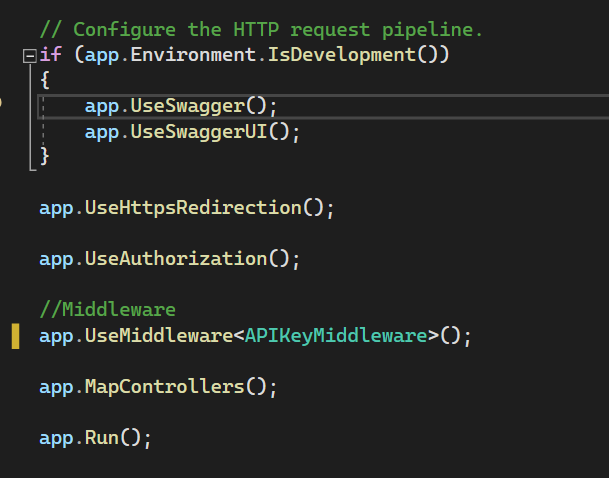 // Configure the HTTP request pipeline.
if (app.Environment.IsDevelopment())
{
app.UseSwagger();
app.UseSwaggerUI();
}
app.UseHttpsRedirection();
app.UseAuthorization();
//Middleware
app.UseMiddleware<APIKeyMiddleware>();
app.MapControllers();
app.Run();